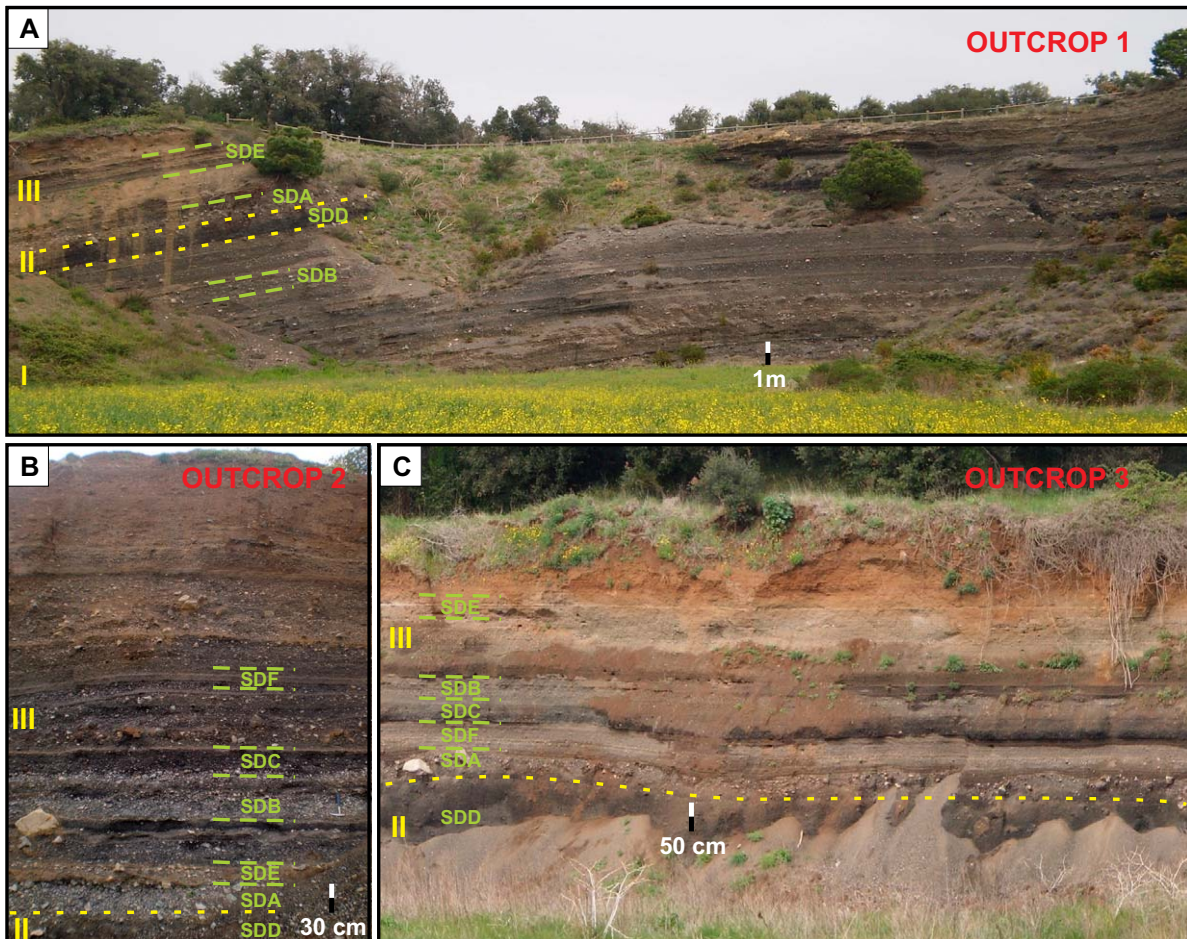 A
OUTCROP 1
SDE
III
SDA
SDD
II
SDB
I
1m
B
OUTCROP 2
SDF
III
SDC
SDB
SDE
SDA
30 cm
II
SDD
C
OUTCROP 3
SDE
III
SDB
SDC
SDF
SDA
SDD
II
50 cm